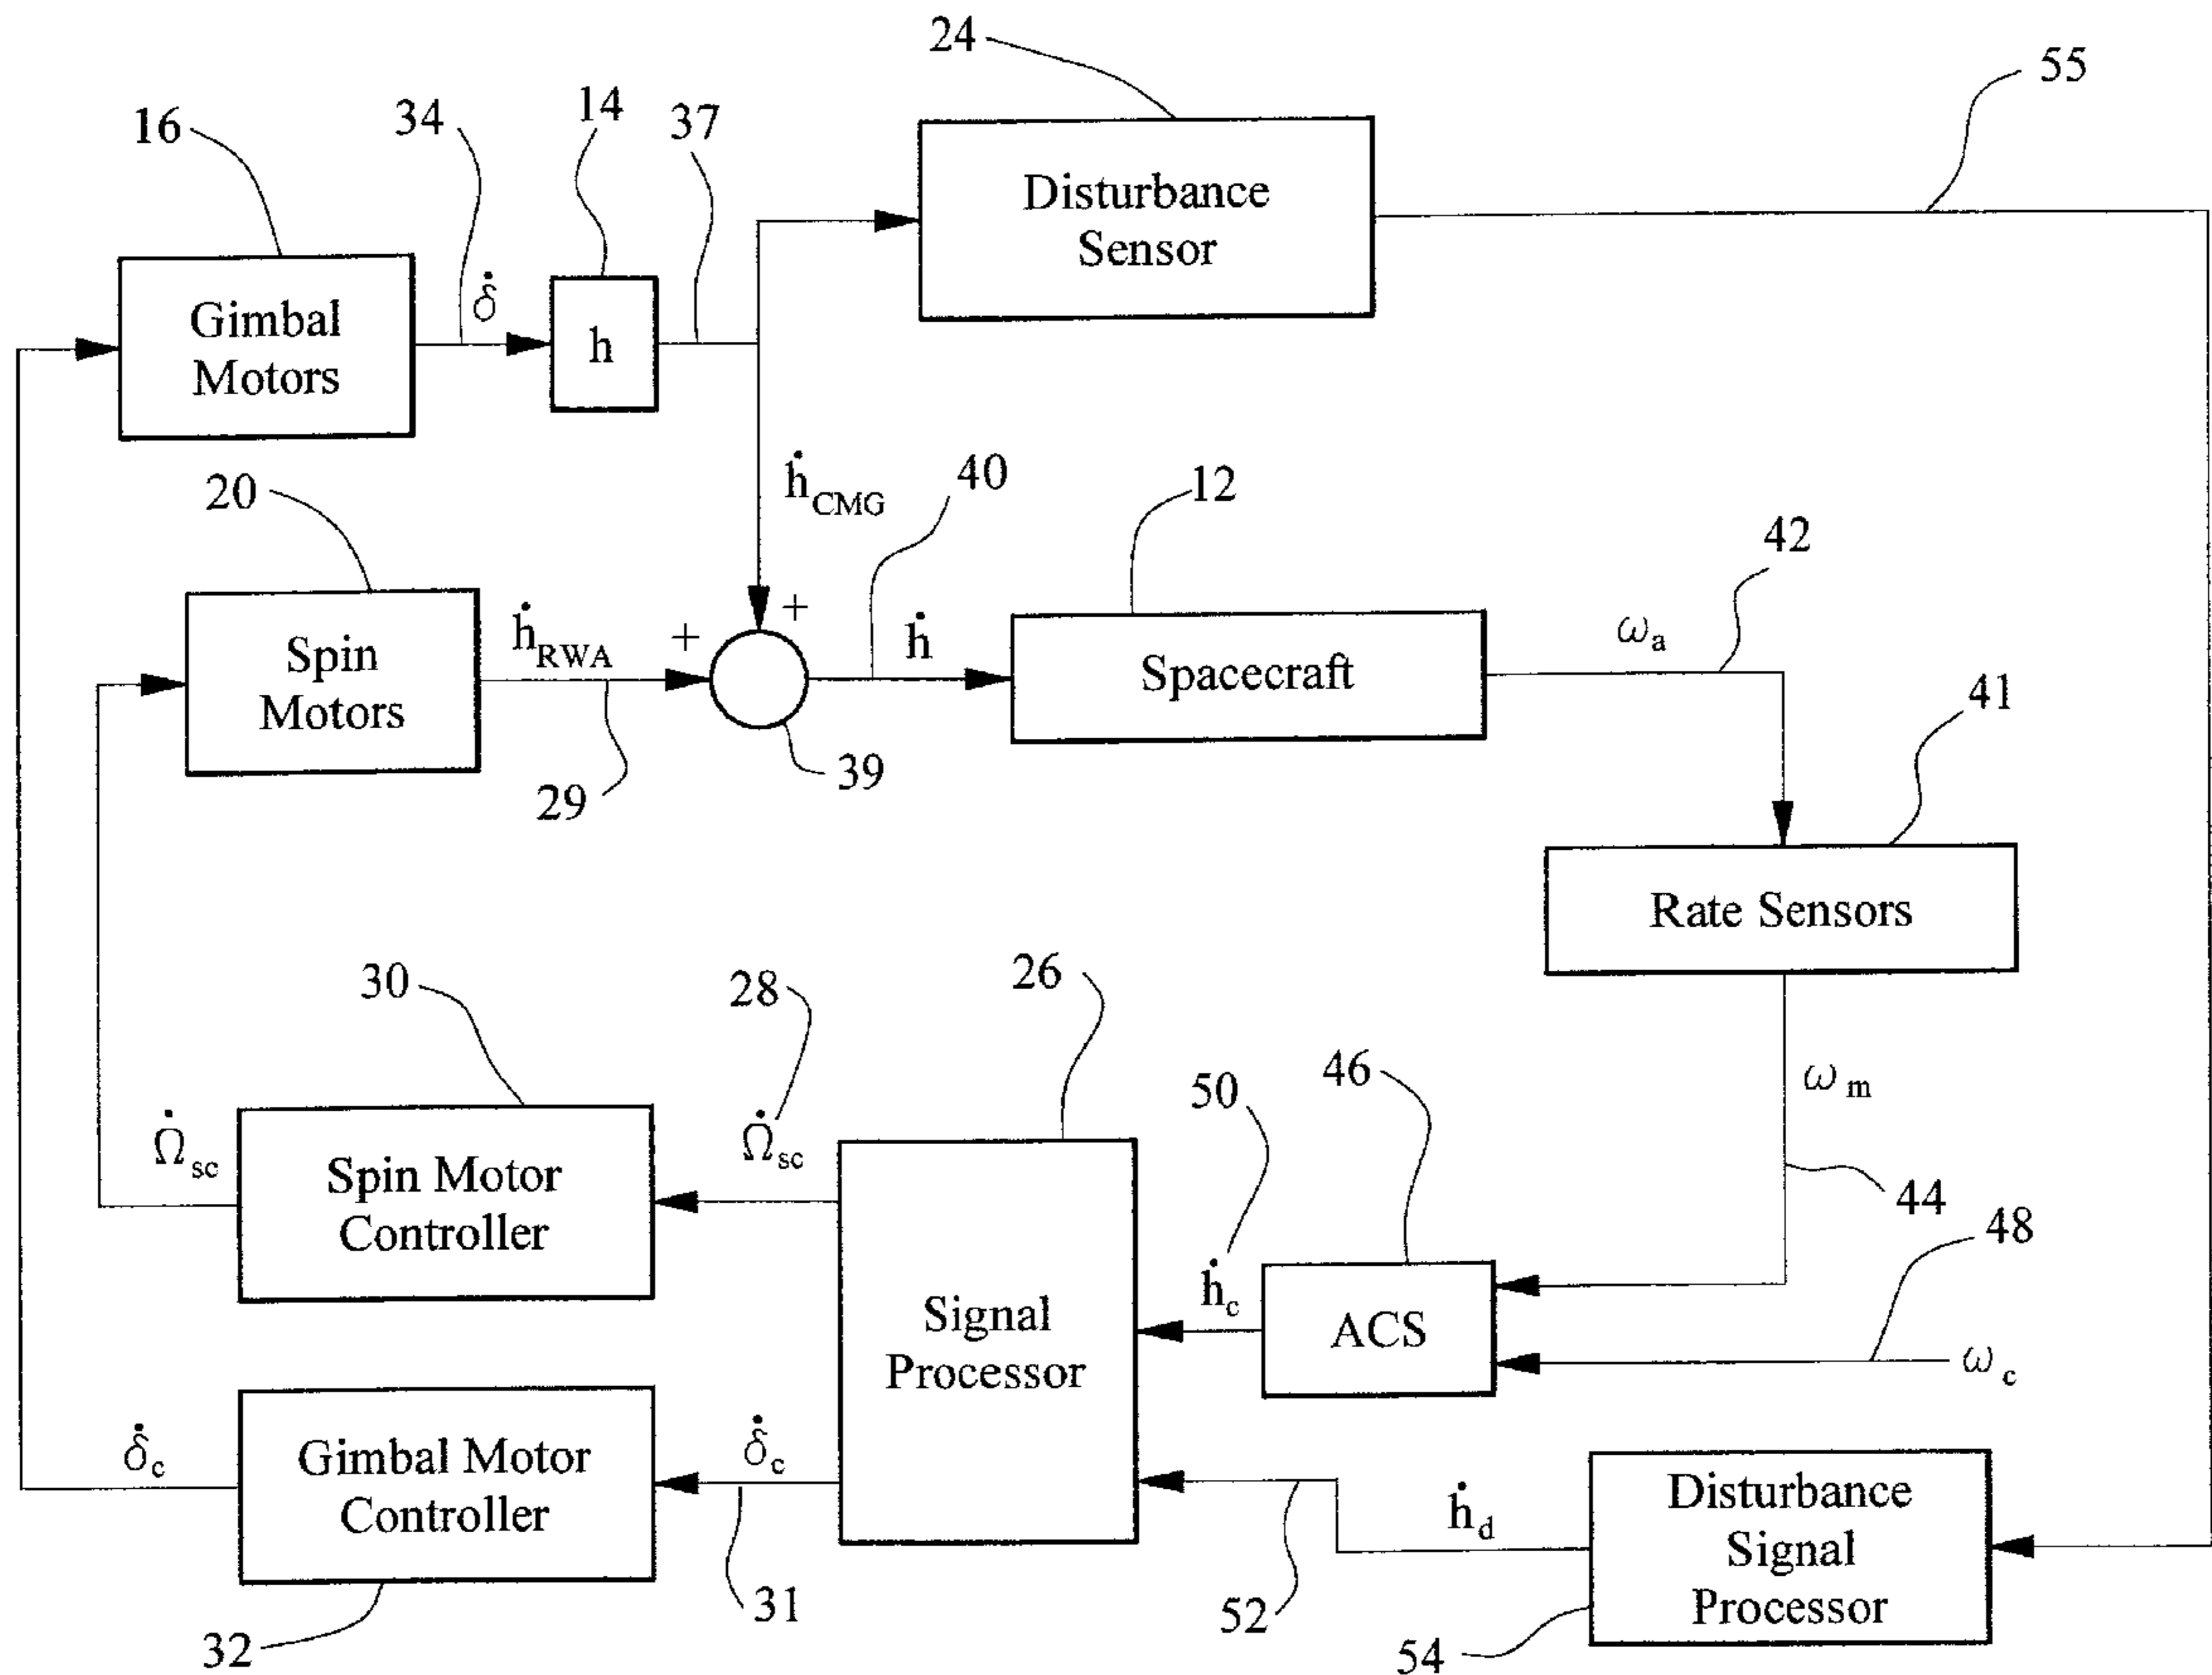 24
55
34
14
37
16
Disturbance
Sensor
δ̇
Gimbal
Motors
h
ḣCMG
40
12
20
42
ḣRWA
+
+
ḣ
ωa
Spin
Motors
Spacecraft
41
39
29
Rate Sensors
30
28
26
46
50
ωm
Ω̇sc
Ω̇sc
Spin Motor
Controller
44
48
ḣc
Signal
Processor
ACS
ωc
δ̇c
Gimbal Motor
Controller
δ̇c
ḣd
Disturbance
Signal
Processor
31
52
32
54